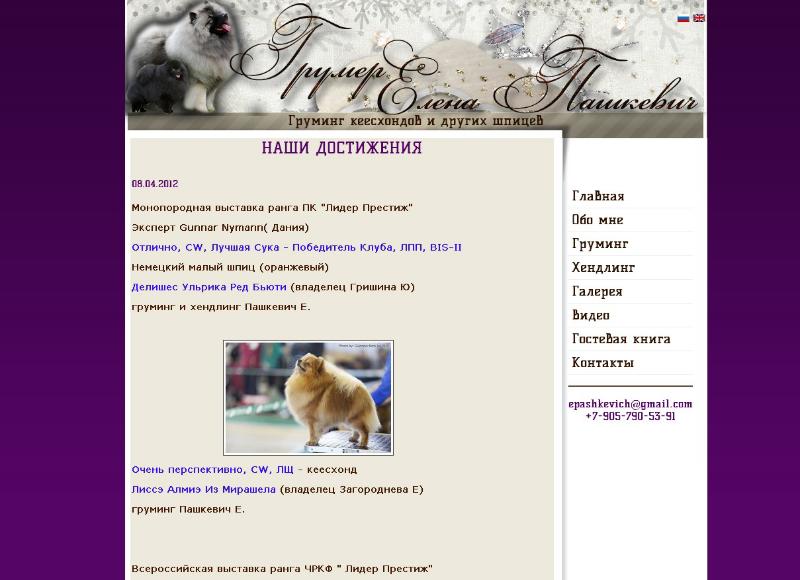 Грумер Елена Пашкевич
Груминг кеесхондов и других шпицев
НАШИ ДОСТИЖЕНИЯ
08.04.2012
Монопородная выставка ранга ПК "Лидер Престиж"
Эксперт Gunnar Nymann( Дания)
Отлично, CW, Лучшая Сука - Победитель Клуба, ЛПП, BIS-II
Немецкий малый шпиц (оранжевый)
Делишес Ульрика Ред Бьюти (владелец Гришина Ю)
груминг и хендлинг Пашкевич Е.
Очень перспективно, CW, ЛЩ - кеесхонд
Лиссэ Алмиэ Из Мирашела (владелец Загороднева Е)
груминг Пашкевич Е.
Всероссийская выставка ранга ЧРКФ " Лидер Престиж"
Главная
Обо мне
Груминг
Хендлинг
Галерея
Видео
Гостевая книга
Контакты
epashkevich@gmail.com
+7-905-790-53-91